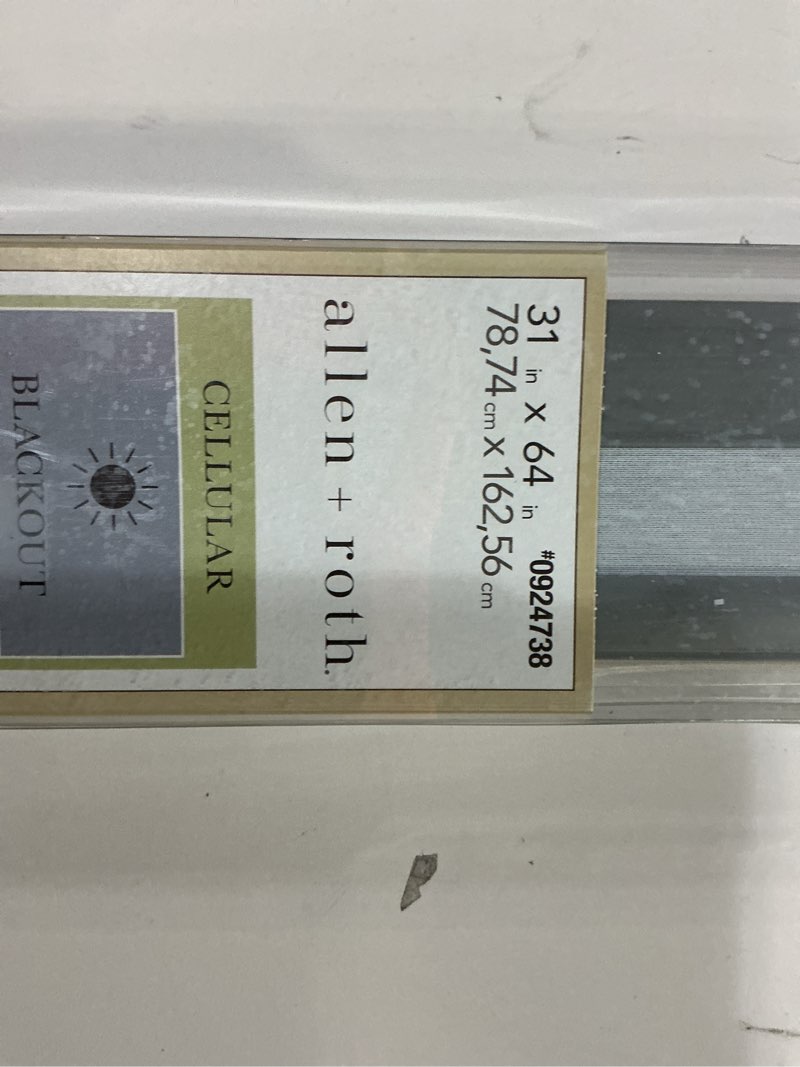 31 in x 64 in #0924738
78,74 cm x 162,56 cm
allen + roth.
CELLULAR
BLACKOUT